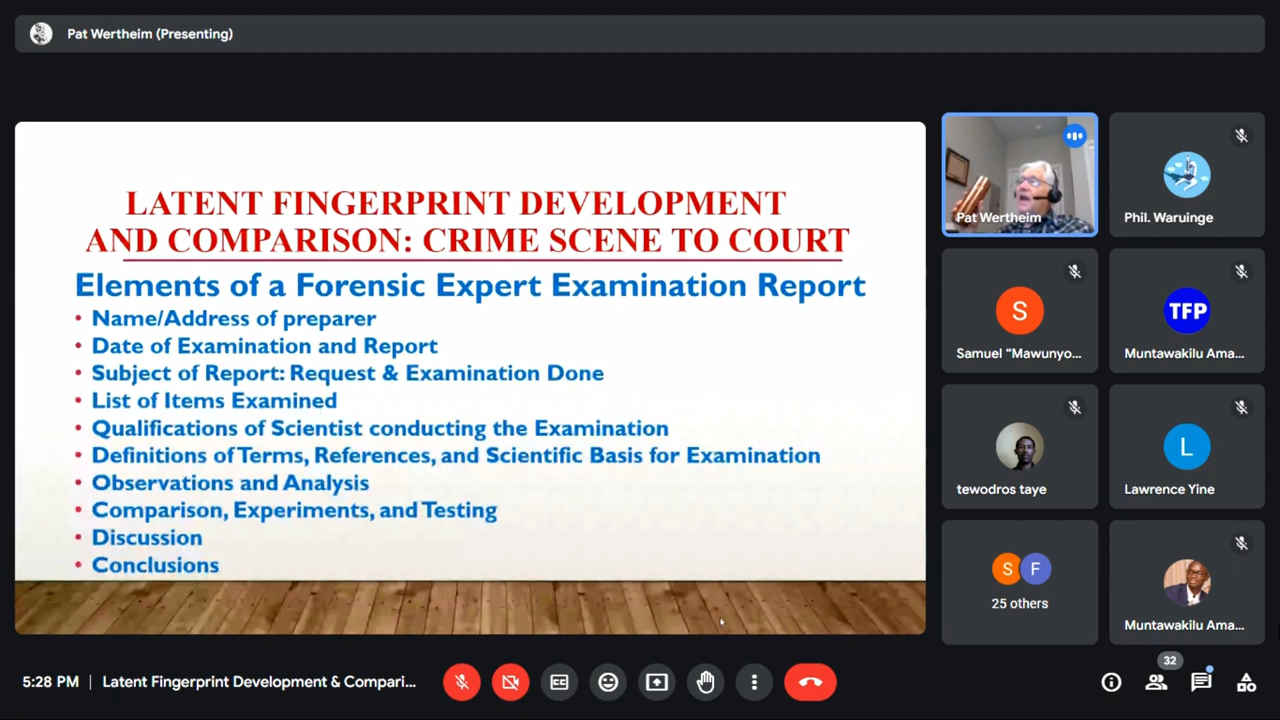 Pat Wertheim (Presenting)
LATENT FINGERPRINT DEVELOPMENT
AND COMPARISON: CRIME SCENE TO COURT
Elements of a Forensic Expert Examination Report
• Name/Address of preparer
• Date of Examination and Report
• Subject of Report: Request & Examination Done
• List of Items Examined
• Qualifications of Scientist conducting the Examination
• Definitions of Terms, References, and Scientific Basis for Examination
• Observations and Analysis
• Comparison, Experiments, and Testing
• Discussion
• Conclusions
Pat Wertheim
Phil. Waruinge
S
Samuel “Mawunyo...
TFP
Muntawakilu Ama...
tewodros taye
L
Lawrence Yine
S F
25 others
Muntawakilu Ama...
5:28 PM | Latent Fingerprint Development & Compari...
CC
32